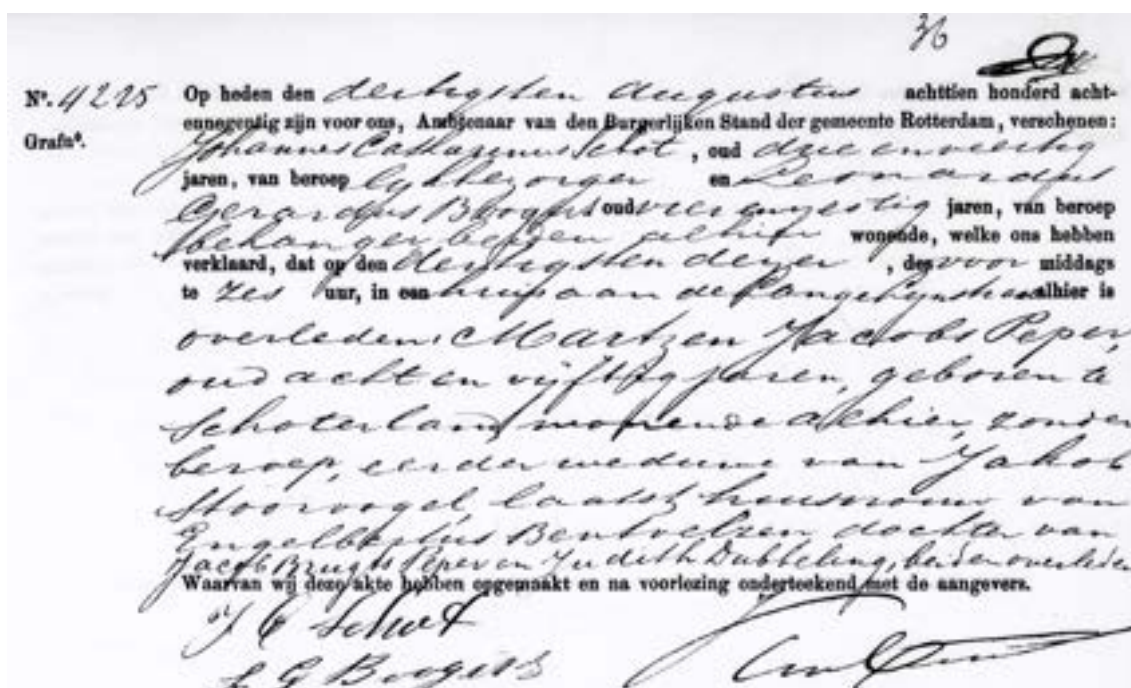 36
Nº. 4225 Op heden den dertigsten Augustus achttien honderd acht-
ennegentig zijn voor ons, Ambtenaar van den Burgerlijken Stand der gemeente Rotterdam, verschenen:
Grafnº.
Johannes Catharinus Schot, oud drie en veertig
jaren, van beroep lijkbezorger en Leonardus
Gerardus Boogers oud vier en zestig jaren, van beroep
behanger beiden alhier wonende, welke ons hebben
verklaard, dat op den dertigsten dezer, des voor middags
te zes uur, in een huis aan de Lange alhier is
overleden: Martzen Jacobs Peper,
oud acht en vijftig jaren, geboren te
Schoterland wonende alhier, zonder
beroep, eerder weduwe van Jakob
Stoorvogel, laatst huisvrouw van
Engelbertus Bentvelzen dochter van
Jacob Brugts Peper en Judith Dubbeling, beiden overleden
Waarvan wij deze akte hebben opgemaakt en na voorlezing onderteekend met de aangevers.
J C Schot
L G Boogers